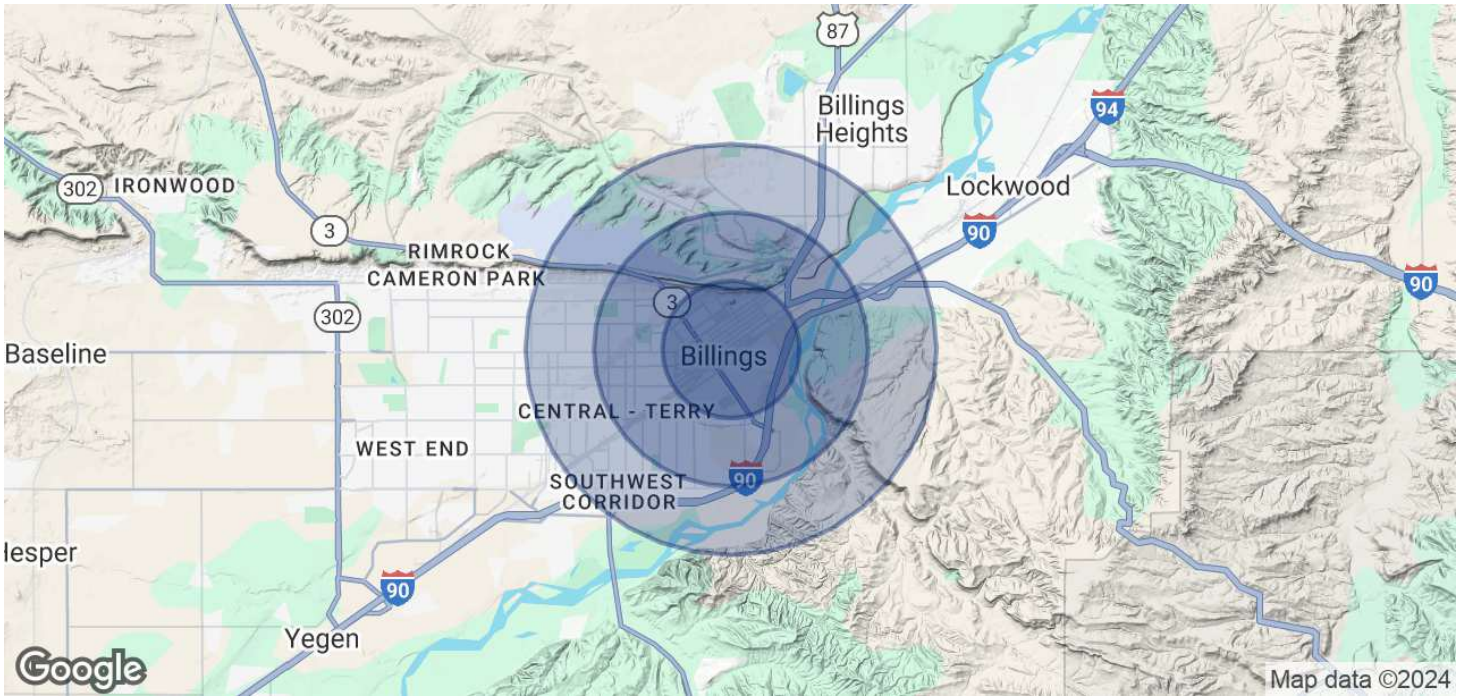 87
Billings
Heights
94
302
IRONWOOD
Lockwood
3
90
RIMROCK
CAMERON PARK
90
3
302
Baseline
Billings
CENTRAL - TERRY
WEST END
90
SOUTHWEST
CORRIDOR
90
Yegen
Google
Map data ©2024